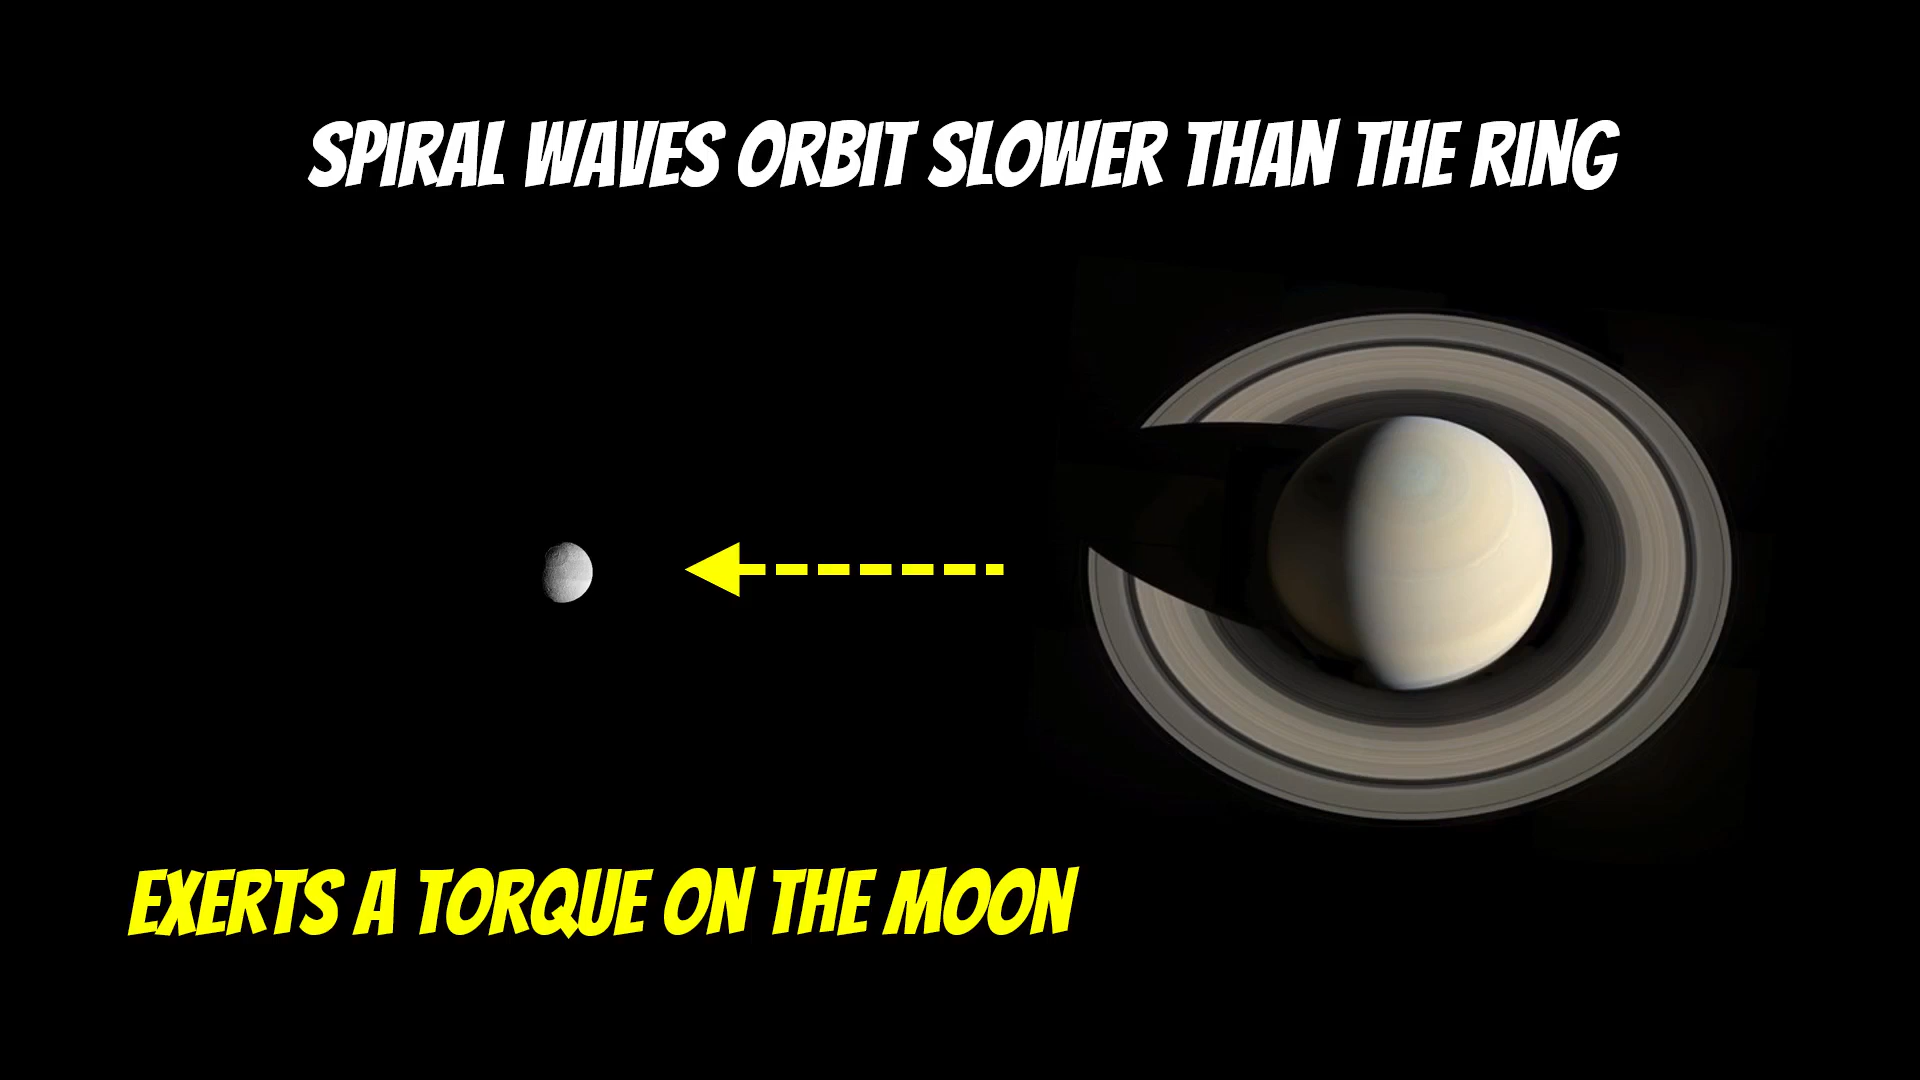 SPIRAL WAVES ORBIT SLOWER THAN THE RING
EXERTS A TORQUE ON THE MOON